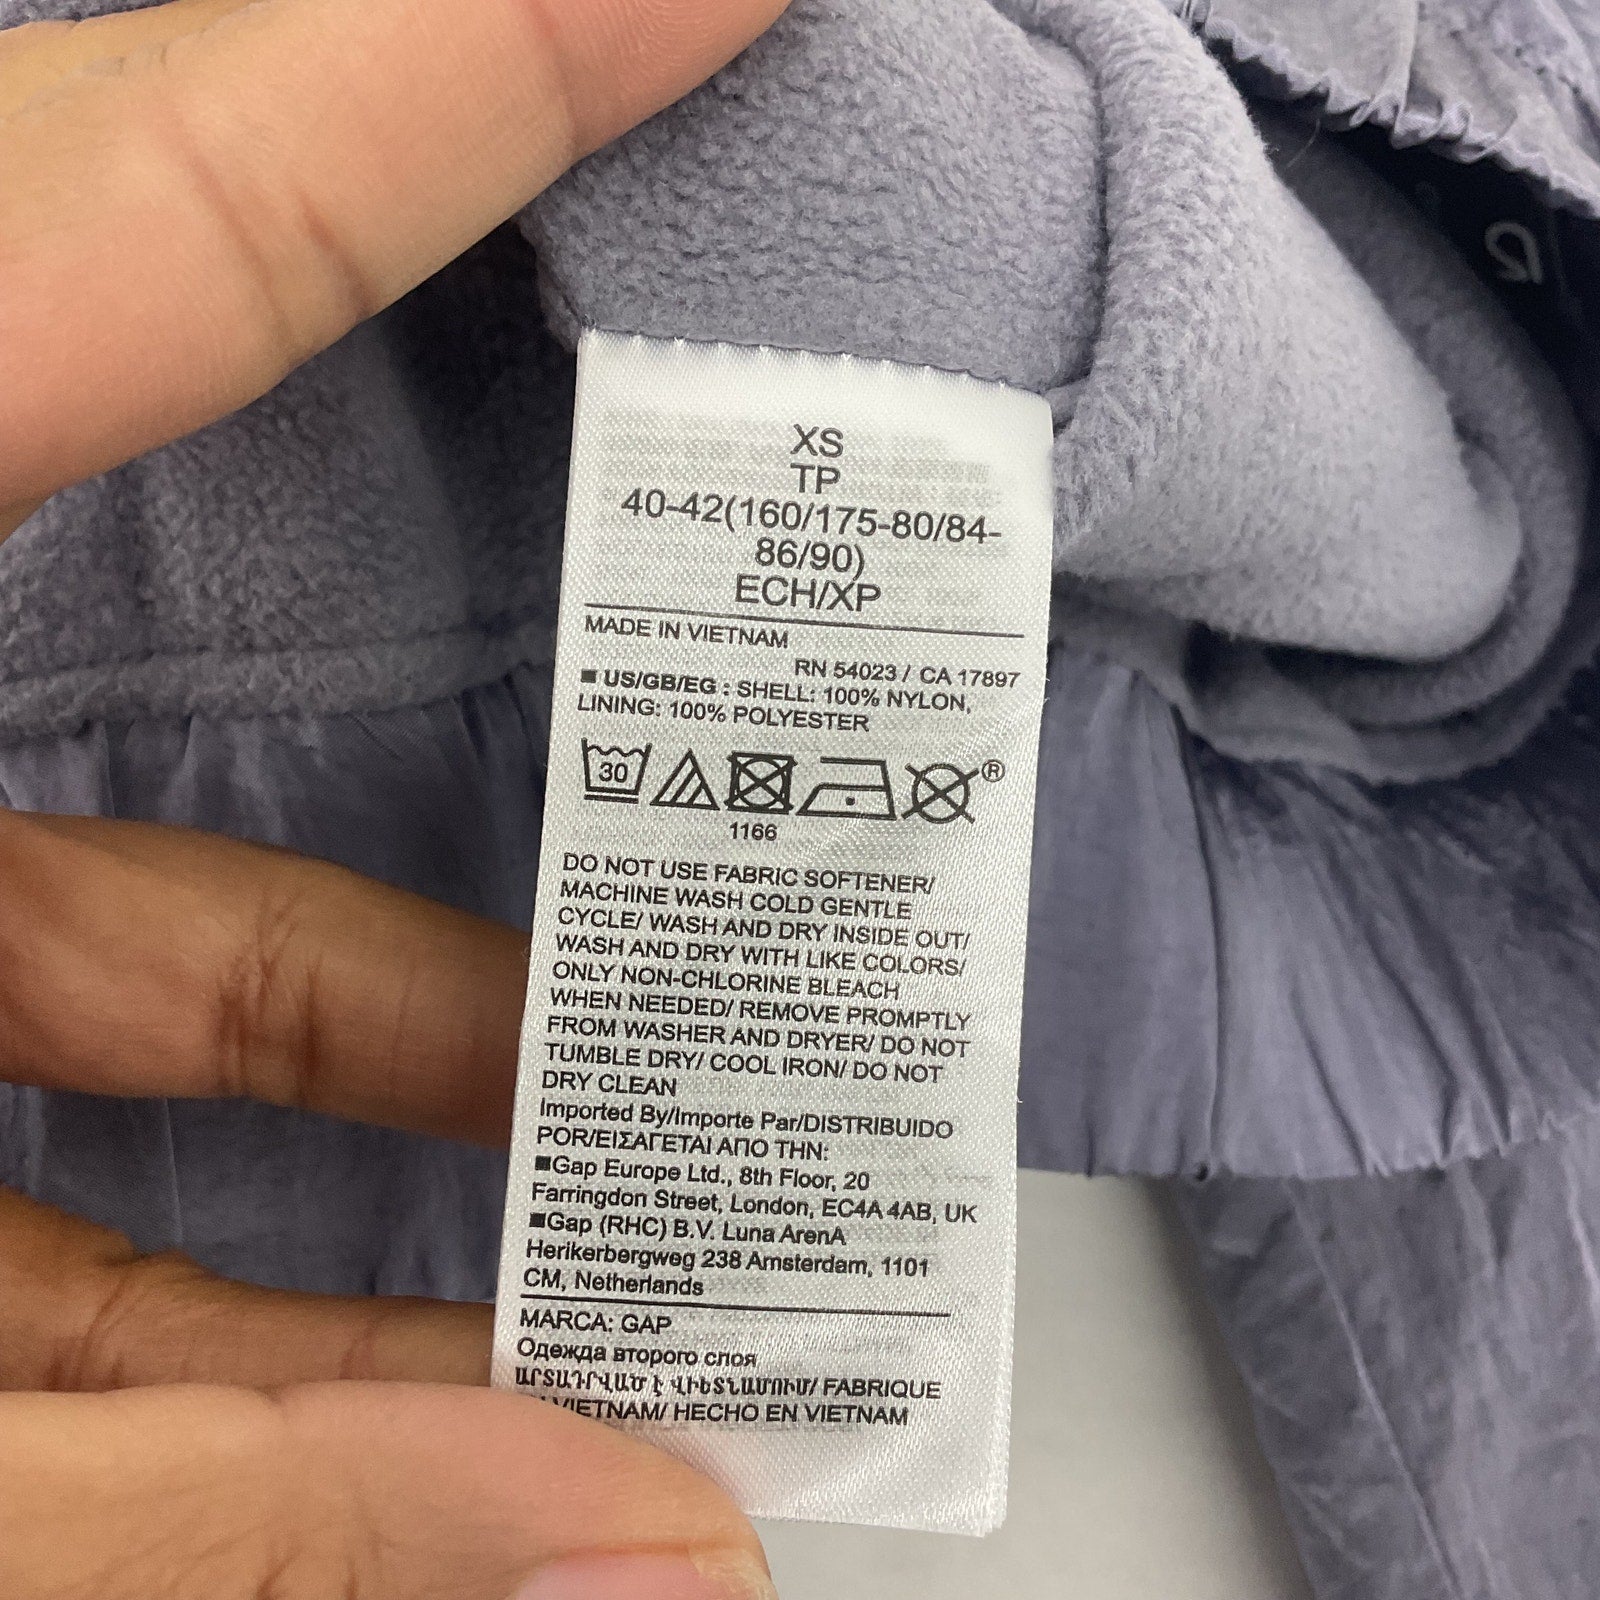 XS
TP
40-42(160/175-80/84-
86/90)
ECH/XP
MADE IN VIETNAM
RN 54023 / CA 17897
■ US/GB/EG : SHELL: 100% NYLON,
LINING: 100% POLYESTER
30
®
1166
DO NOT USE FABRIC SOFTENER/
MACHINE WASH COLD GENTLE
CYCLE/ WASH AND DRY INSIDE OUT/
WASH AND DRY WITH LIKE COLORS/
ONLY NON-CHLORINE BLEACH
WHEN NEEDED/ REMOVE PROMPTLY
FROM WASHER AND DRYER/ DO NOT
TUMBLE DRY/ COOL IRON/ DO NOT
DRY CLEAN
Imported By/Importe Par/DISTRIBUIDO
POR/ΕΙΣΑΓΕΤΑΙ ΑΠΟ ΤΗΝ:
■Gap Europe Ltd., 8th Floor, 20
Farringdon Street, London, EC4A 4AB, UK
■Gap (RHC) B.V. Luna ArenA
Herikerbergweg 238 Amsterdam, 1101
CM, Netherlands
MARCA: GAP
Одежда второго слоя
ԱՐՏԱԴՐՎԱԾ Է ՎԻԵՏՆԱՄՈՒՄ/ FABRIQUE
VIETNAM/ HECHO EN VIETNAM